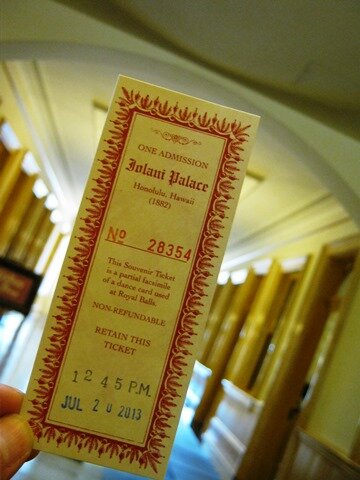 ONE ADMISSION
Iolani Palace
Honolulu, Hawaii
(1882)
No 28354
This Souvenir Ticket
is a partial facsimile
of a dance card used
at Royal Balls.
NON-REFUNDABLE
RETAIN THIS
TICKET
12 45 P.M.
JUL 20 2013